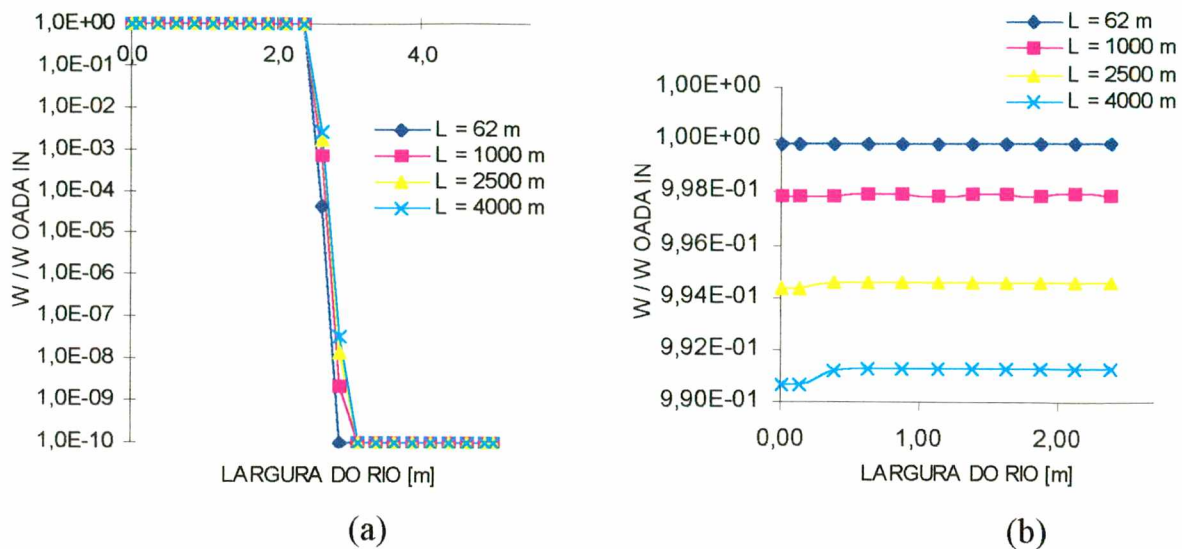 1,0E+00
1,0E-01
1,0E-02
1,0E-03
1,0E-04
1,0E-05
1,0E-06
1,0E-07
1,0E-08
1,0E-09
1,0E-10
0,0
2,0
4,0
W / W OADA IN
LARGURA DO RIO [m]
L = 62 m
L = 1000 m
L = 2500 m
L = 4000 m
(a)
L = 62 m
L = 1000 m
L = 2500 m
L = 4000 m
1,00E+00
1,00E+00
9,98E-01
9,96E-01
9,94E-01
9,92E-01
9,90E-01
0,00
1,00
2,00
W / W OADA IN
LARGURA DO RIO [m]
(b)